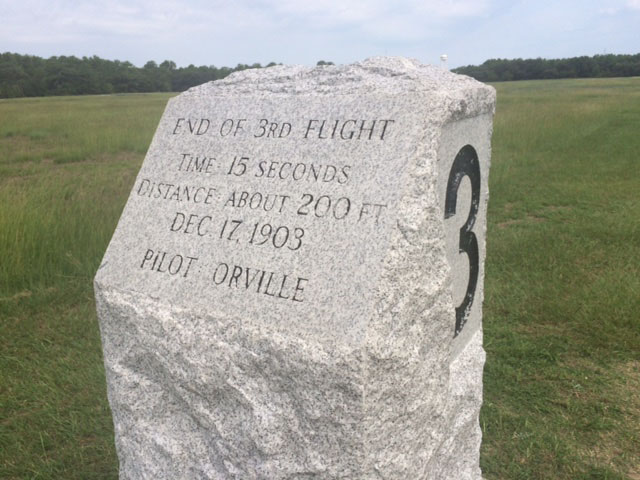 END OF 3RD FLIGHT
TIME: 15 SECONDS
DISTANCE: ABOUT 200 FT.
DEC. 17, 1903
PILOT: ORVILLE
3